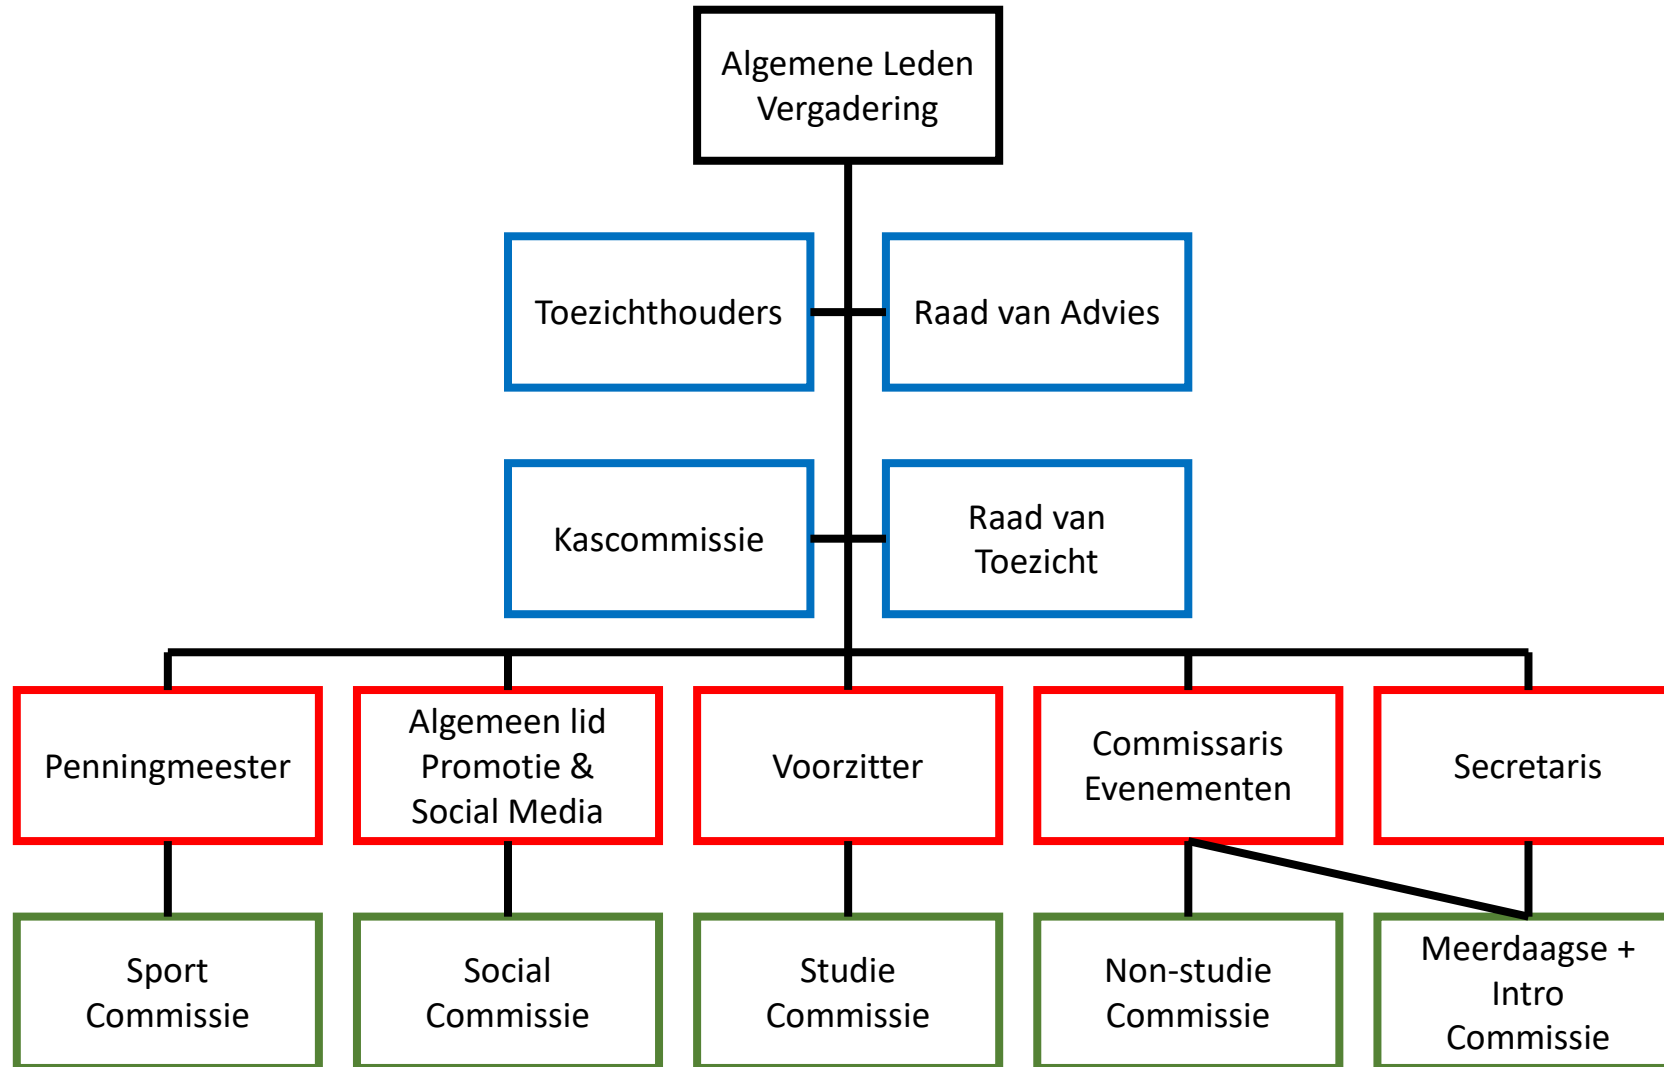 Algemene Leden
Vergadering
Toezichthouders
Raad van Advies
Kascommissie
Raad van
Toezicht
Penningmeester
Algemeen lid
Promotie &
Social Media
Voorzitter
Commissaris
Evenementen
Secretaris
Sport
Commissie
Social
Commissie
Studie
Commissie
Non-studie
Commissie
Meerdaagse +
Intro
Commissie